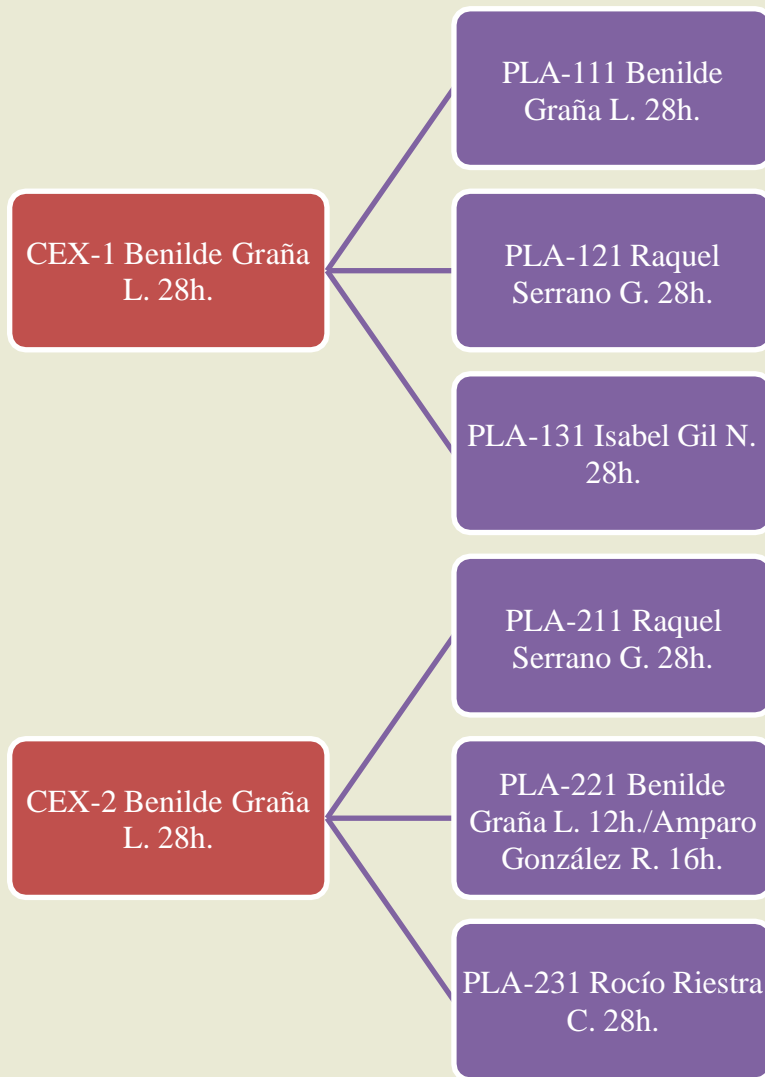 CEX-1 Benilde Graña
L. 28h.
PLA-111 Benilde
Graña L. 28h.
PLA-121 Raquel
Serrano G. 28h.
PLA-131 Isabel Gil N.
28h.
CEX-2 Benilde Graña
L. 28h.
PLA-211 Raquel
Serrano G. 28h.
PLA-221 Benilde
Graña L. 12h./Amparo
González R. 16h.
PLA-231 Rocío Riestra
C. 28h.